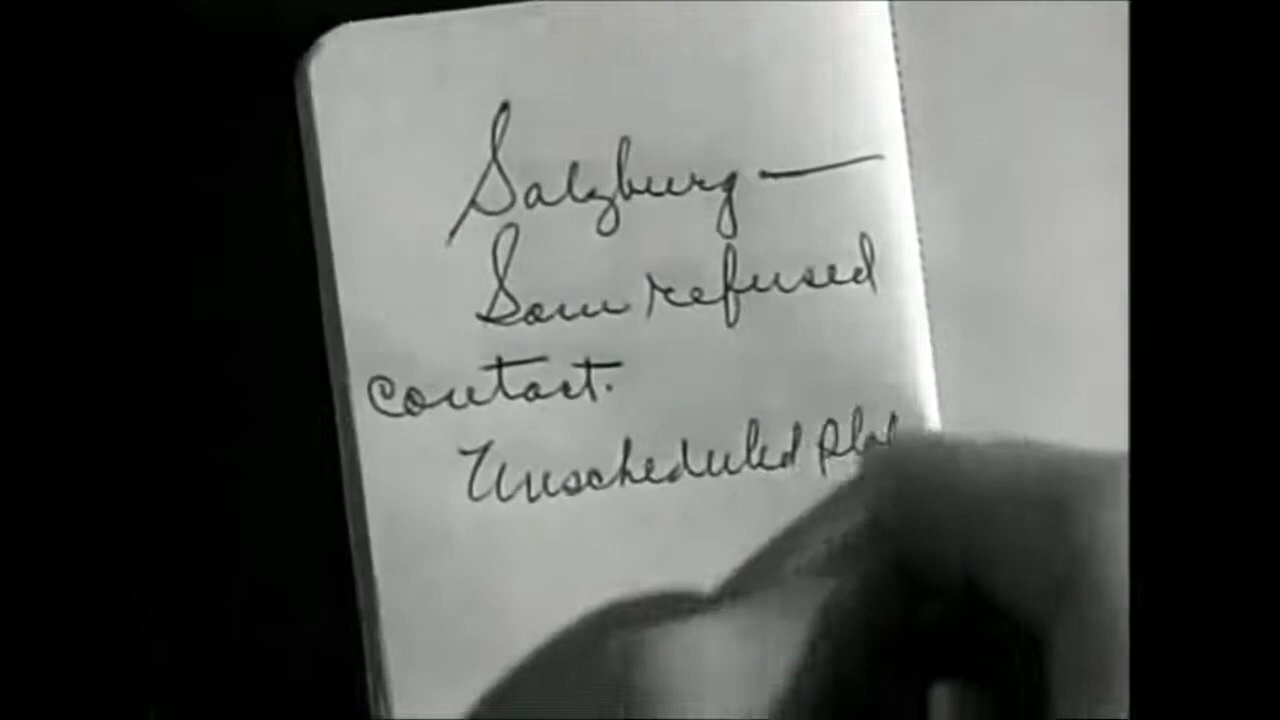 Salzburg —
Sam refused
contact.
Unscheduled